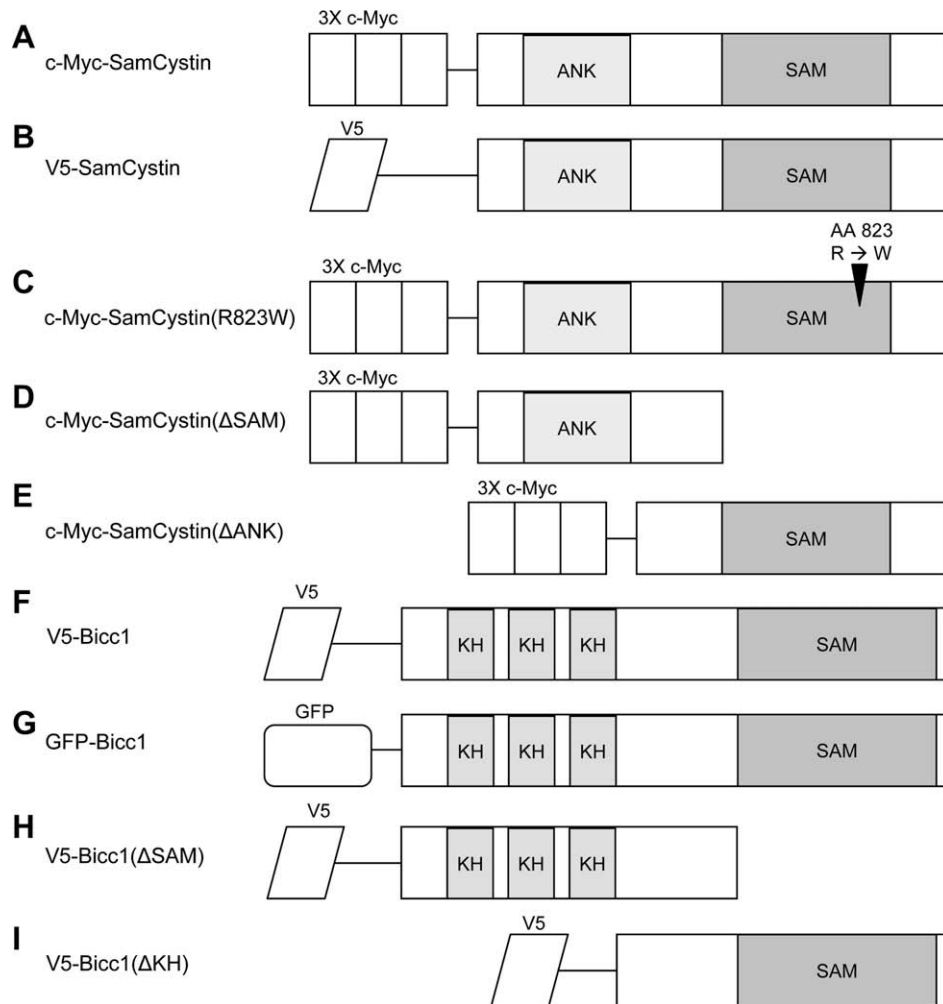 A
c-Myc-SamCystin
3X c-Myc
ANK
SAM
B
V5-SamCystin
V5
ANK
SAM
AA 823
R → W
C
c-Myc-SamCystin(R823W)
3X c-Myc
ANK
SAM
D
c-Myc-SamCystin(ΔSAM)
3X c-Myc
ANK
E
c-Myc-SamCystin(ΔANK)
3X c-Myc
SAM
F
V5-Bicc1
V5
KH KH KH
SAM
G
GFP-Bicc1
GFP
KH KH KH
SAM
H
V5-Bicc1(ΔSAM)
V5
KH KH KH
I
V5-Bicc1(ΔKH)
V5
SAM